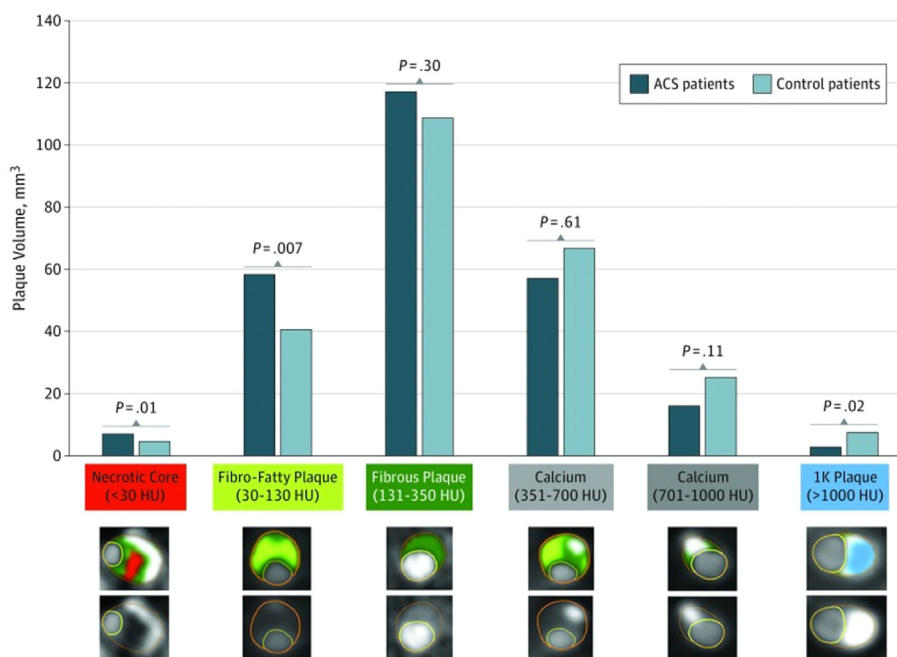 140
120
100
80
60
40
20
0
Plaque Volume, mm³
ACS patients
Control patients
P=.01
P=.007
P=.30
P=.61
P=.11
P=.02
Necrotic Core
(<30 HU)
Fibro-Fatty Plaque
(30-130 HU)
Fibrous Plaque
(131-350 HU)
Calcium
(351-700 HU)
Calcium
(701-1000 HU)
1K Plaque
(>1000 HU)